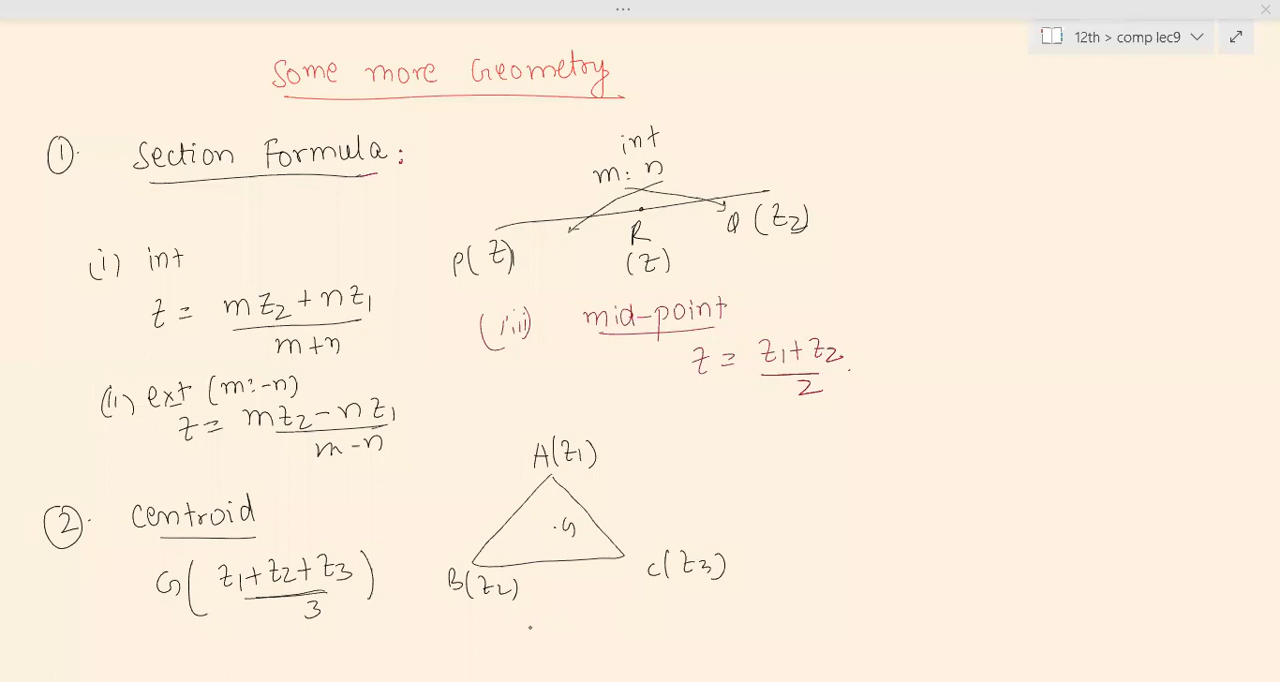 12th > comp lec9
Some more Geometry
①. Section Formula:
int
m: n
P(z) R Q(z2)
(z)
(i) int
z = mz2+nz1
m+n
(ii) ext (m:-n)
z = mz2-nz1
m-n
(iii) mid-point
z = z1+z2.
2
②. Centroid
G(z1+z2+z3)
3
A(z1)
.G
B(z2) C(z3)